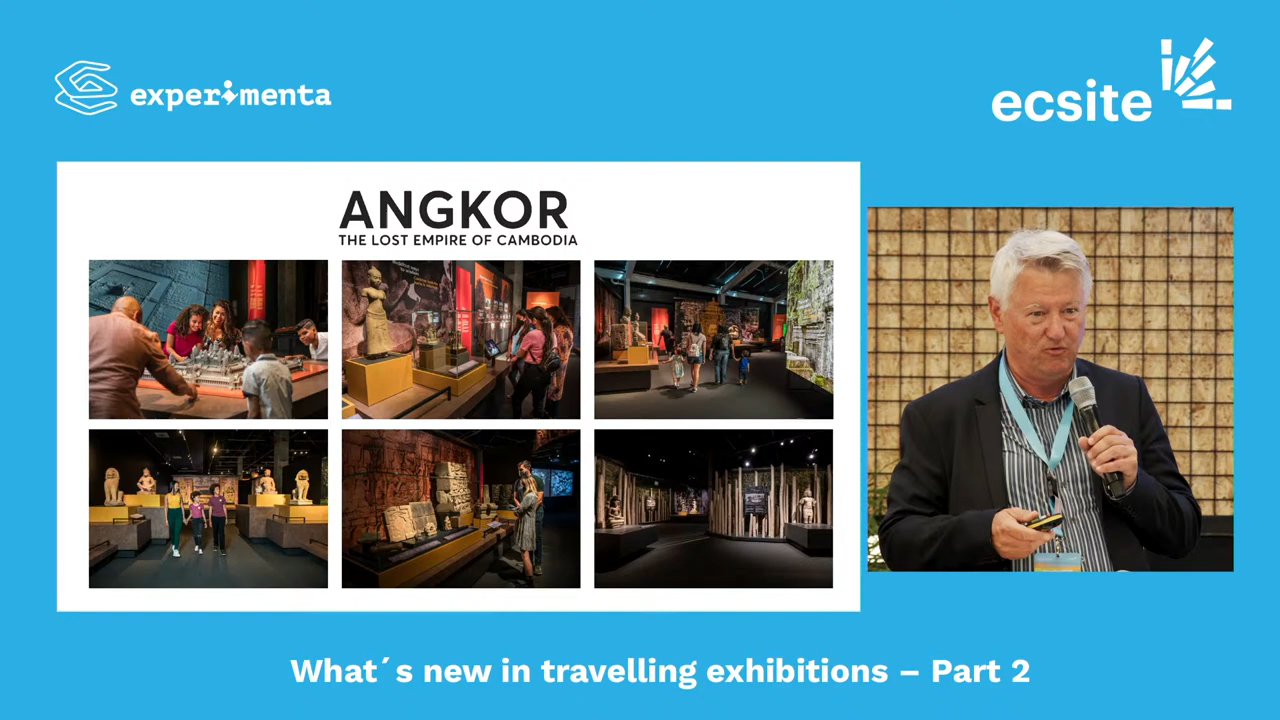 experimenta
ecsite
ANGKOR
THE LOST EMPIRE OF CAMBODIA
What´s new in travelling exhibitions – Part 2